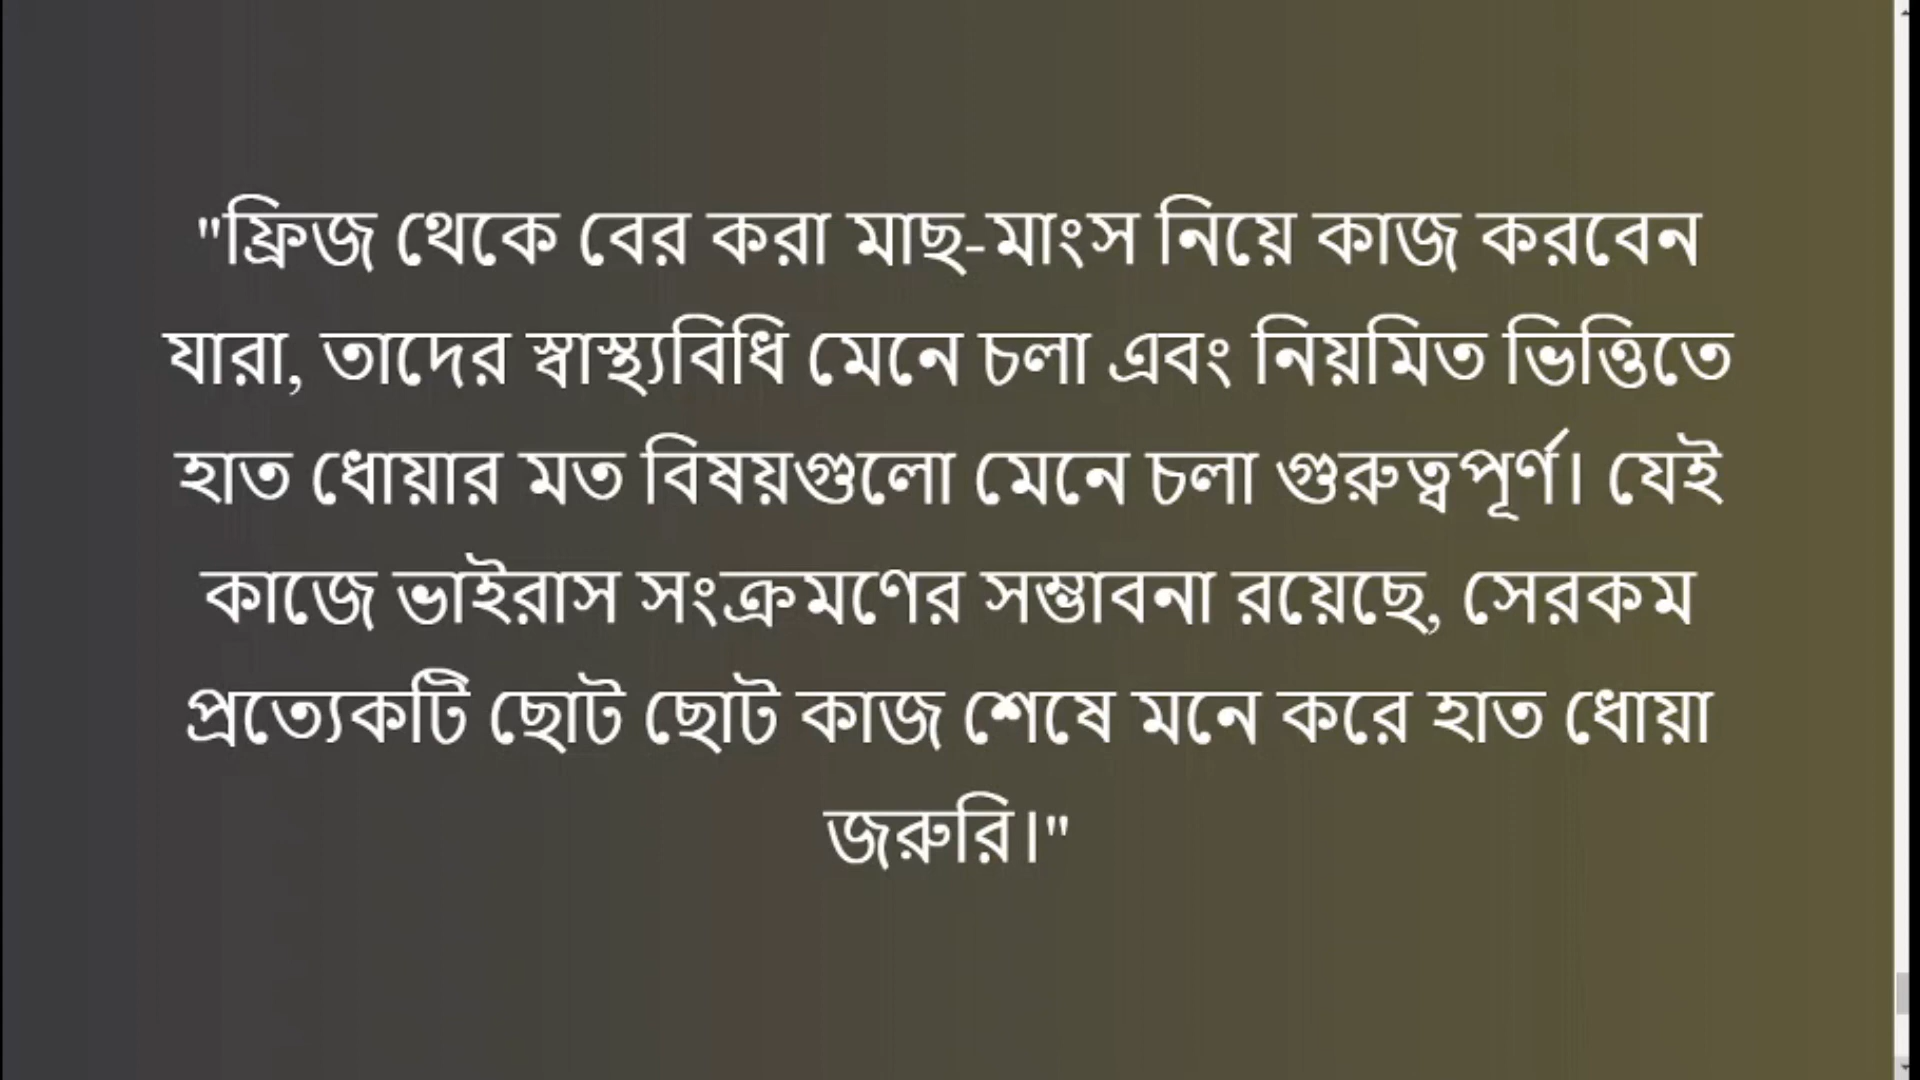 "ফ্রিজ থেকে বের করা মাছ-মাংস নিয়ে কাজ করবেন
যারা, তাদের স্বাস্থ্যবিধি মেনে চলা এবং নিয়মিত ভিত্তিতে
হাত ধোয়ার মত বিষয়গুলো মেনে চলা গুরুত্বপূর্ণ। যেই
কাজে ভাইরাস সংক্রমণের সম্ভাবনা রয়েছে, সেরকম
প্রত্যেকটি ছোট ছোট কাজ শেষে মনে করে হাত ধোয়া
জরুরি।"